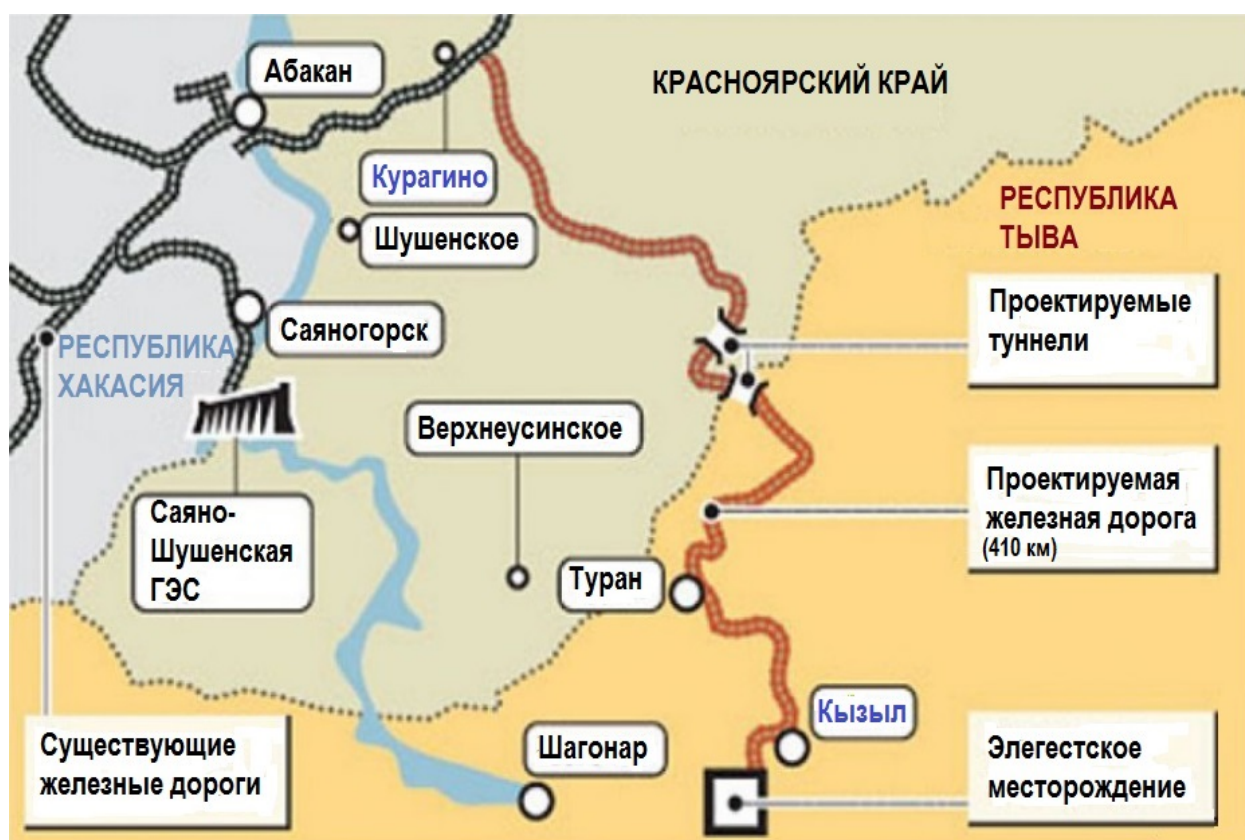 Абакан
КРАСНОЯРСКИЙ КРАЙ
Курагино
РЕСПУБЛИКА
ТЫВА
Шушенское
Проектируемые
туннели
Саяногорск
РЕСПУБЛИКА
ХАКАСИЯ
Верхнеусинское
Проектируемая
железная дорога
(410 км)
Саяно-
Шушенская
ГЭС
Туран
Кызыл
Шагонар
Существующие
железные дороги
Элегестское
месторождение